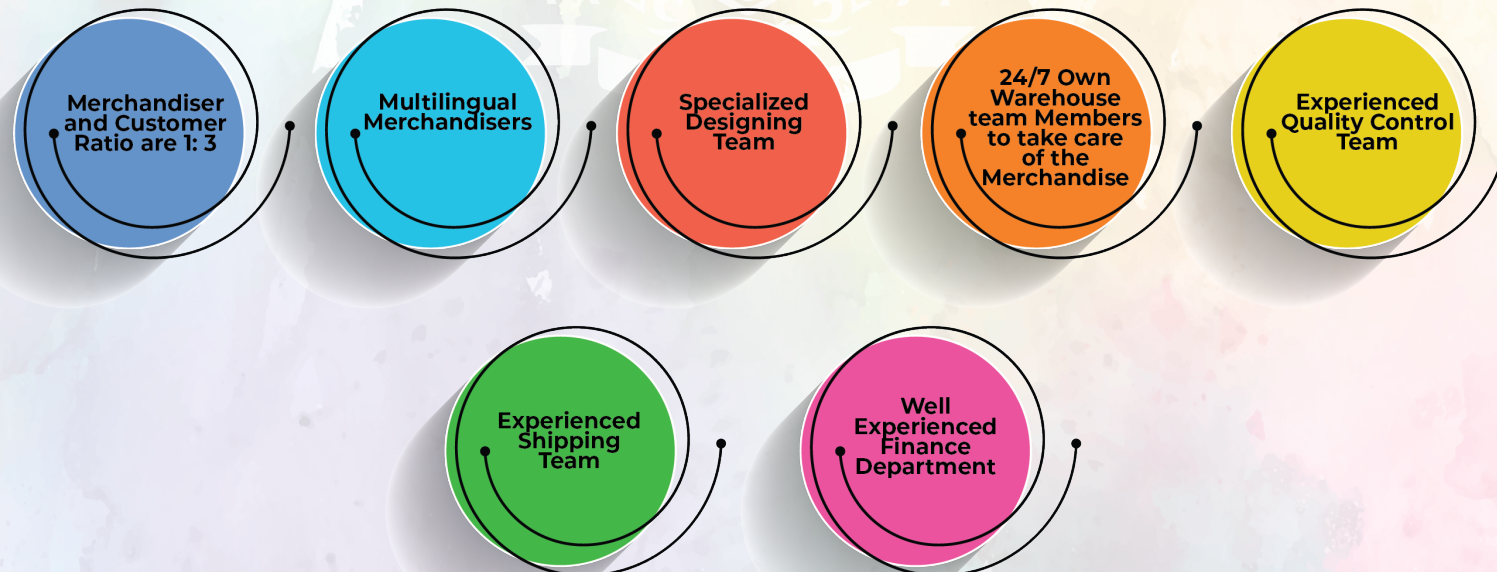 Merchandiser
and Customer
Ratio are 1: 3
Multilingual
Merchandisers
Specialized
Designing
Team
24/7 Own
Warehouse
team Members
to take care
of the
Merchandise
Experienced
Quality Control
Team
Experienced
Shipping
Team
Well
Experienced
Finance
Department